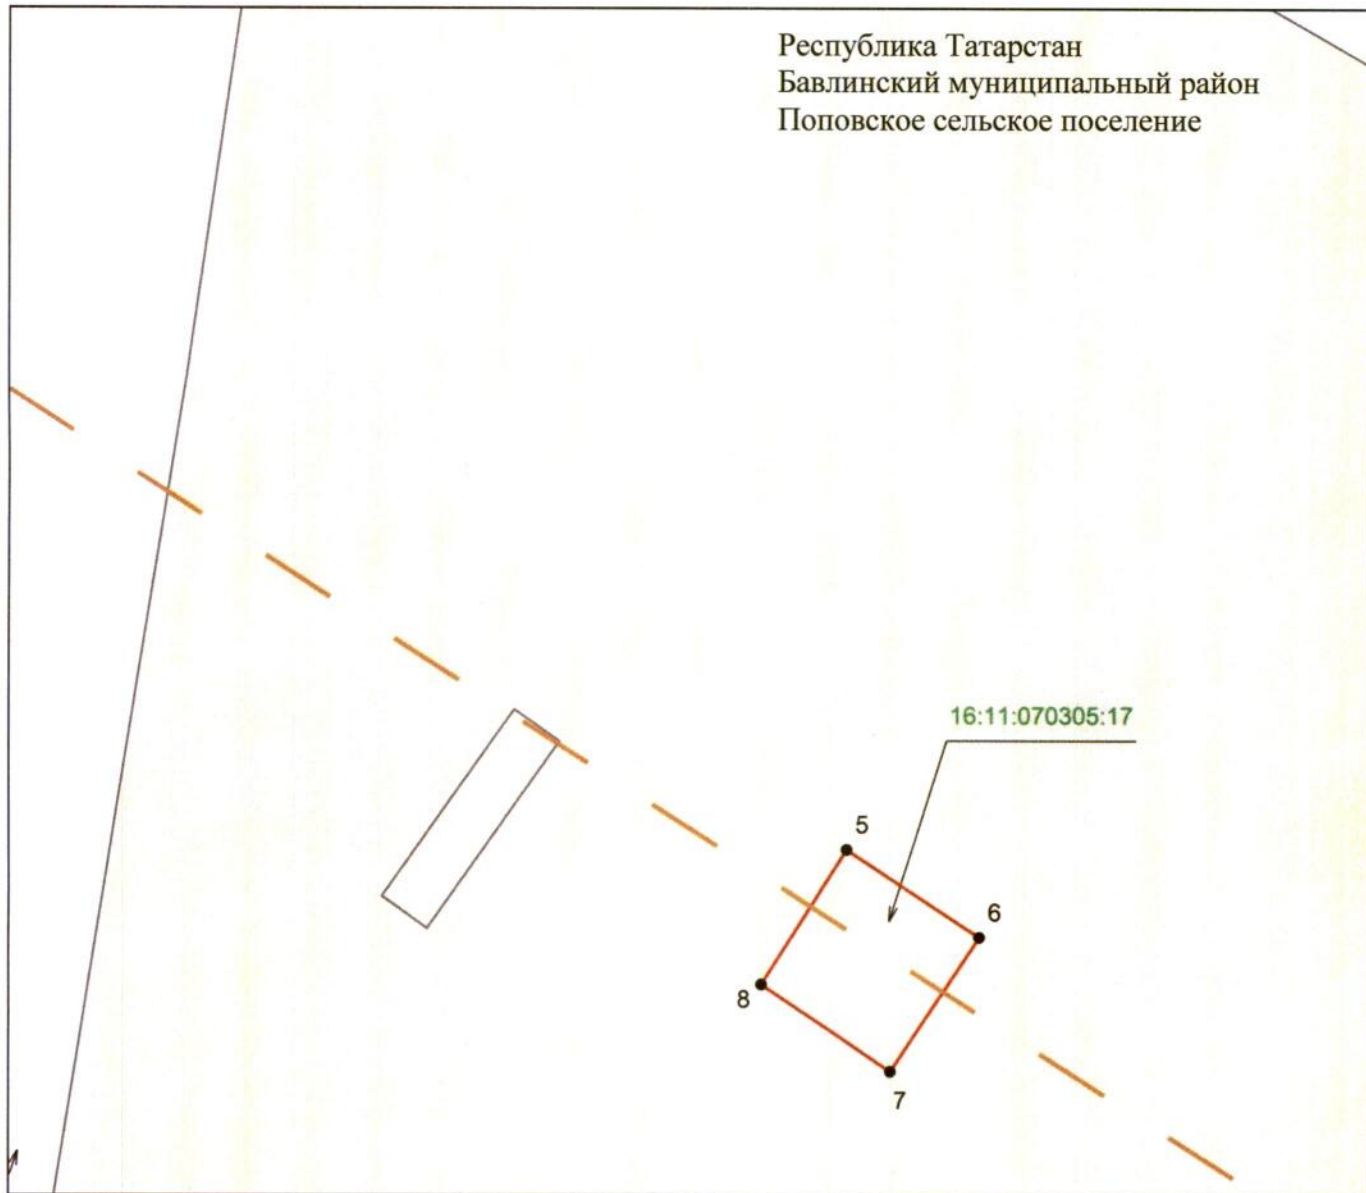 Республика Татарстан
Бавлинский муниципальный район
Поповское сельское поселение
16:11:070305:17
5
6
8
7